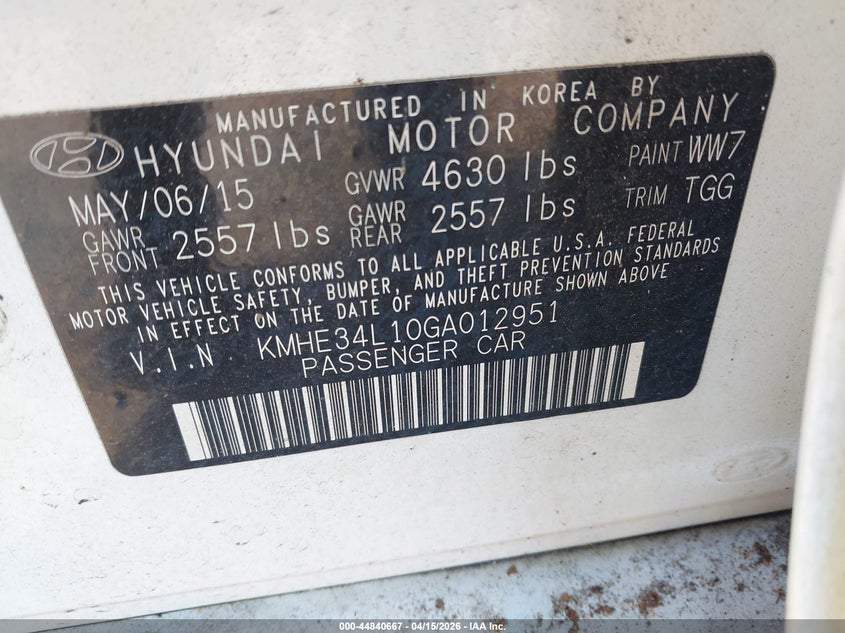 MANUFACTURED IN KOREA BY
HYUNDAI MOTOR COMPANY
MAY/06/15 GVWR 4630 lbs PAINT WW7
GAWR FRONT 2557 lbs GAWR REAR 2557 lbs TRIM TGG
THIS VEHICLE CONFORMS TO ALL APPLICABLE U.S.A. FEDERAL
MOTOR VEHICLE SAFETY, BUMPER, AND THEFT PREVENTION STANDARDS
IN EFFECT ON THE DATE OF MANUFACTURE SHOWN ABOVE
V.I.N KMHE34L10GA012951
PASSENGER CAR
000-44840667 - 04/15/2026 - IAA Inc.